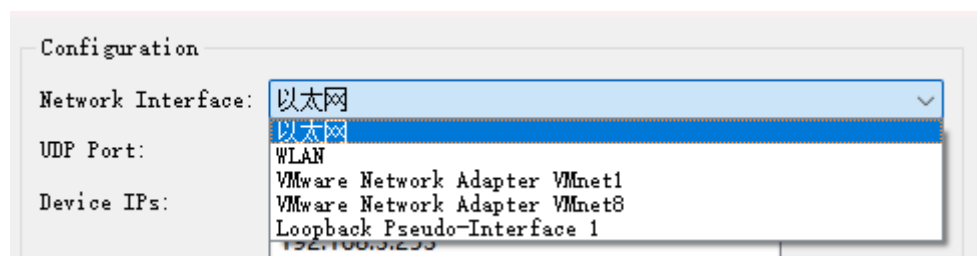 Configuration
Network Interface: 以太网
以太网
UDP Port:
WLAN
VMware Network Adapter VMnet1
Device IPs:
VMware Network Adapter VMnet8
Loopback Pseudo-Interface 1